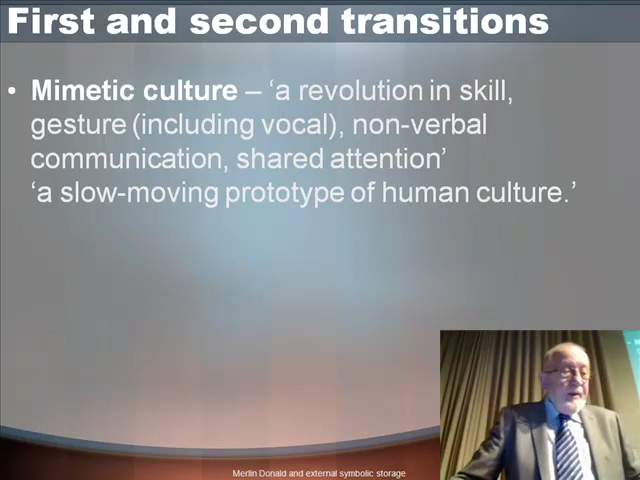 First and second transitions
• Mimetic culture – ‘a revolution in skill,
gesture (including vocal), non-verbal
communication, shared attention’
‘a slow-moving prototype of human culture.’
Merlin Donald and external symbolic storage